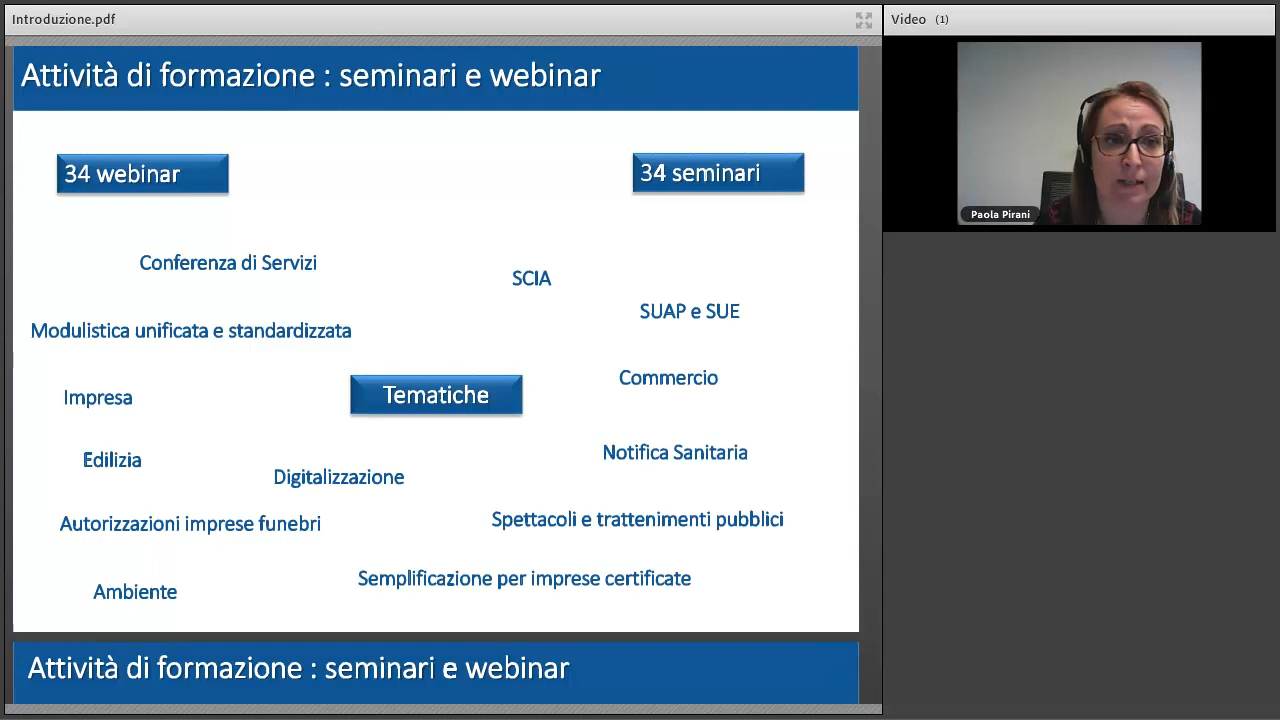 Introduzione.pdf
Video (1)
Attività di formazione : seminari e webinar
34 webinar
34 seminari
Conferenza di Servizi
SCIA
SUAP e SUE
Modulistica unificata e standardizzata
Commercio
Tematiche
Impresa
Notifica Sanitaria
Edilizia
Digitalizzazione
Autorizzazioni imprese funebri
Spettacoli e trattenimenti pubblici
Semplificazione per imprese certificate
Ambiente
Attività di formazione : seminari e webinar
Paola Pirani